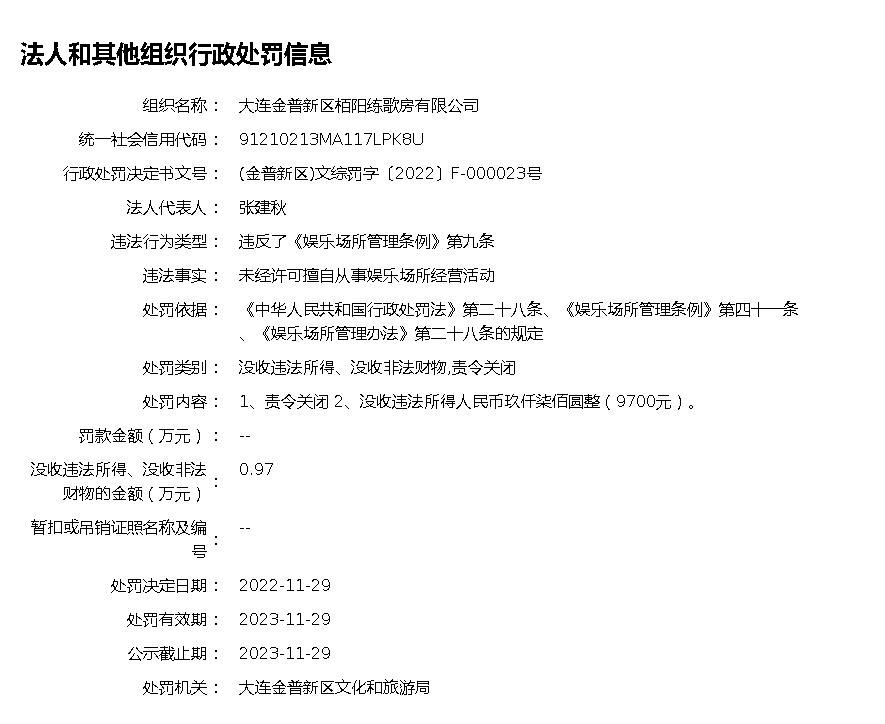 法人和其他组织行政处罚信息
组织名称： 大连金普新区栢阳练歌房有限公司
统一社会信用代码： 91210213MA117LPK8U
行政处罚决定书文号： (金普新区)文综罚字〔2022〕F-000023号
法人代表人： 张建秋
违法行为类型： 违反了《娱乐场所管理条例》第九条
违法事实： 未经许可擅自从事娱乐场所经营活动
处罚依据： 《中华人民共和国行政处罚法》第二十八条、《娱乐场所管理条例》第四十一条
、《娱乐场所管理办法》第二十八条的规定
处罚类别： 没收违法所得、没收非法财物,责令关闭
处罚内容： 1、责令关闭 2、没收违法所得人民币玖仟柒佰圆整（9700元）。
罚款金额（万元）： --
没收违法所得、没收非法
财物的金额（万元）： 0.97
暂扣或吊销证照名称及编
号： --
处罚决定日期： 2022-11-29
处罚有效期： 2023-11-29
公示截止期： 2023-11-29
处罚机关： 大连金普新区文化和旅游局